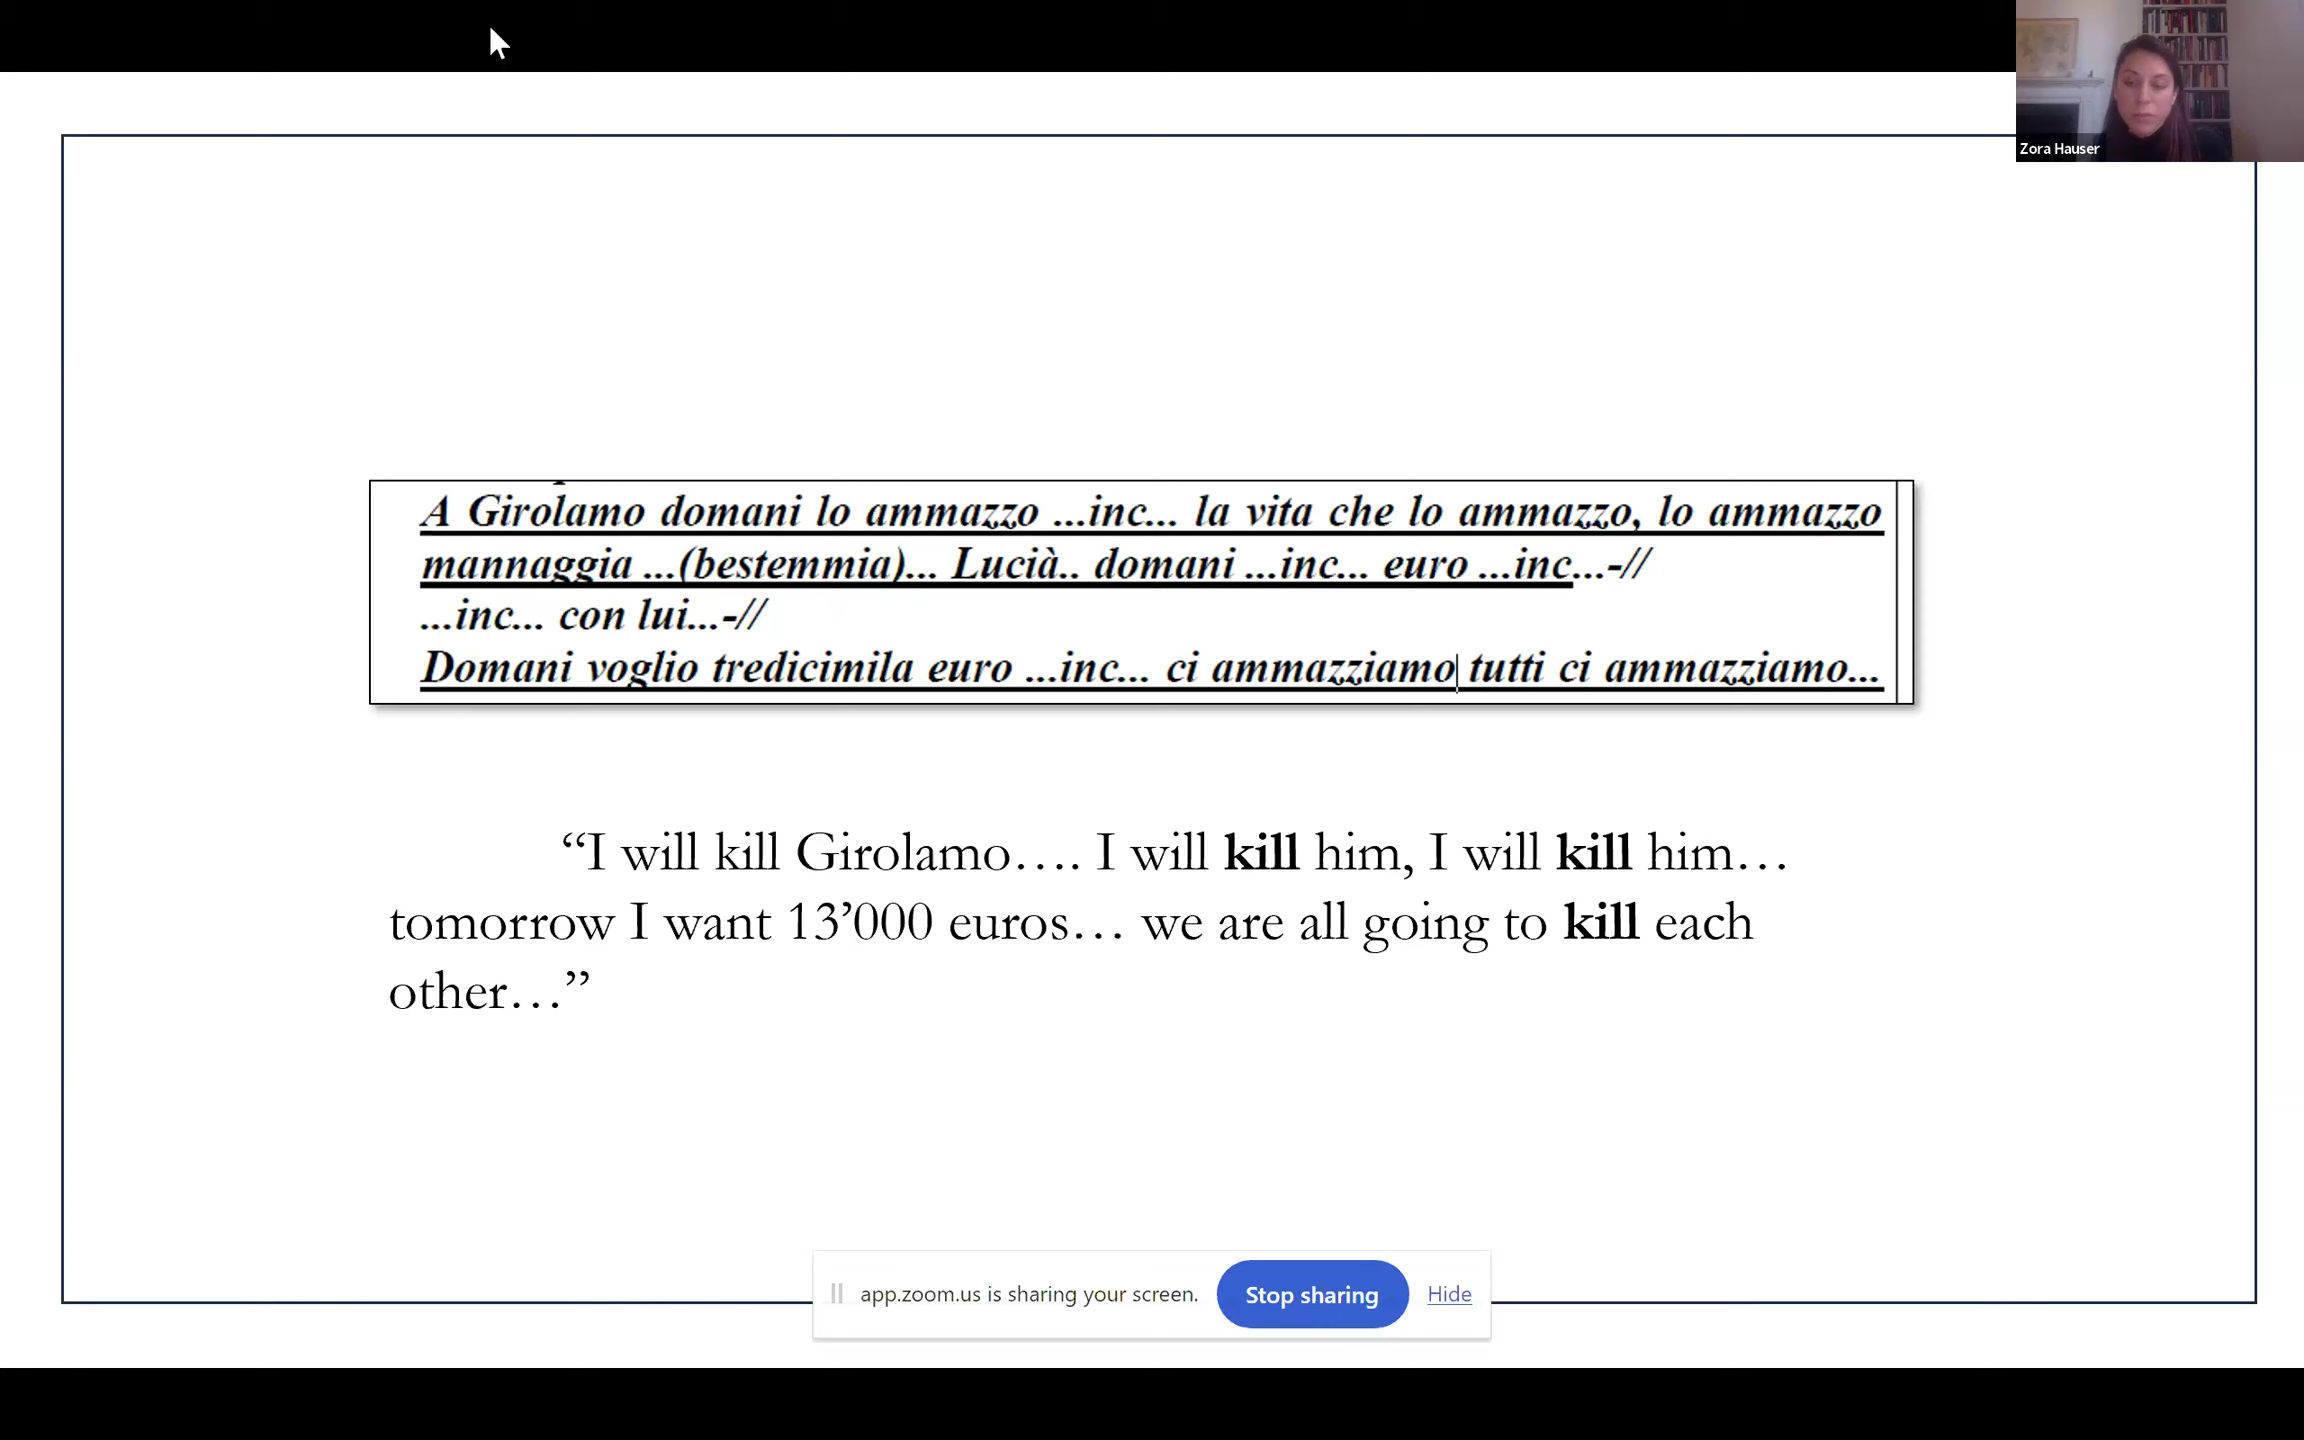 Zora Hauser
A Girolamo domani lo ammazzo ...inc... la vita che lo ammazzo, lo ammazzo
mannaggia ...(bestemmia)... Lucià.. domani ...inc... euro ...inc...-//
...inc... con lui...-//
Domani voglio tredicimila euro ...inc... ci ammazziamo tutti ci ammazziamo...
“I will kill Girolamo…. I will kill him, I will kill him…
tomorrow I want 13’000 euros… we are all going to kill each
other…”
app.zoom.us is sharing your screen. Stop sharing Hide